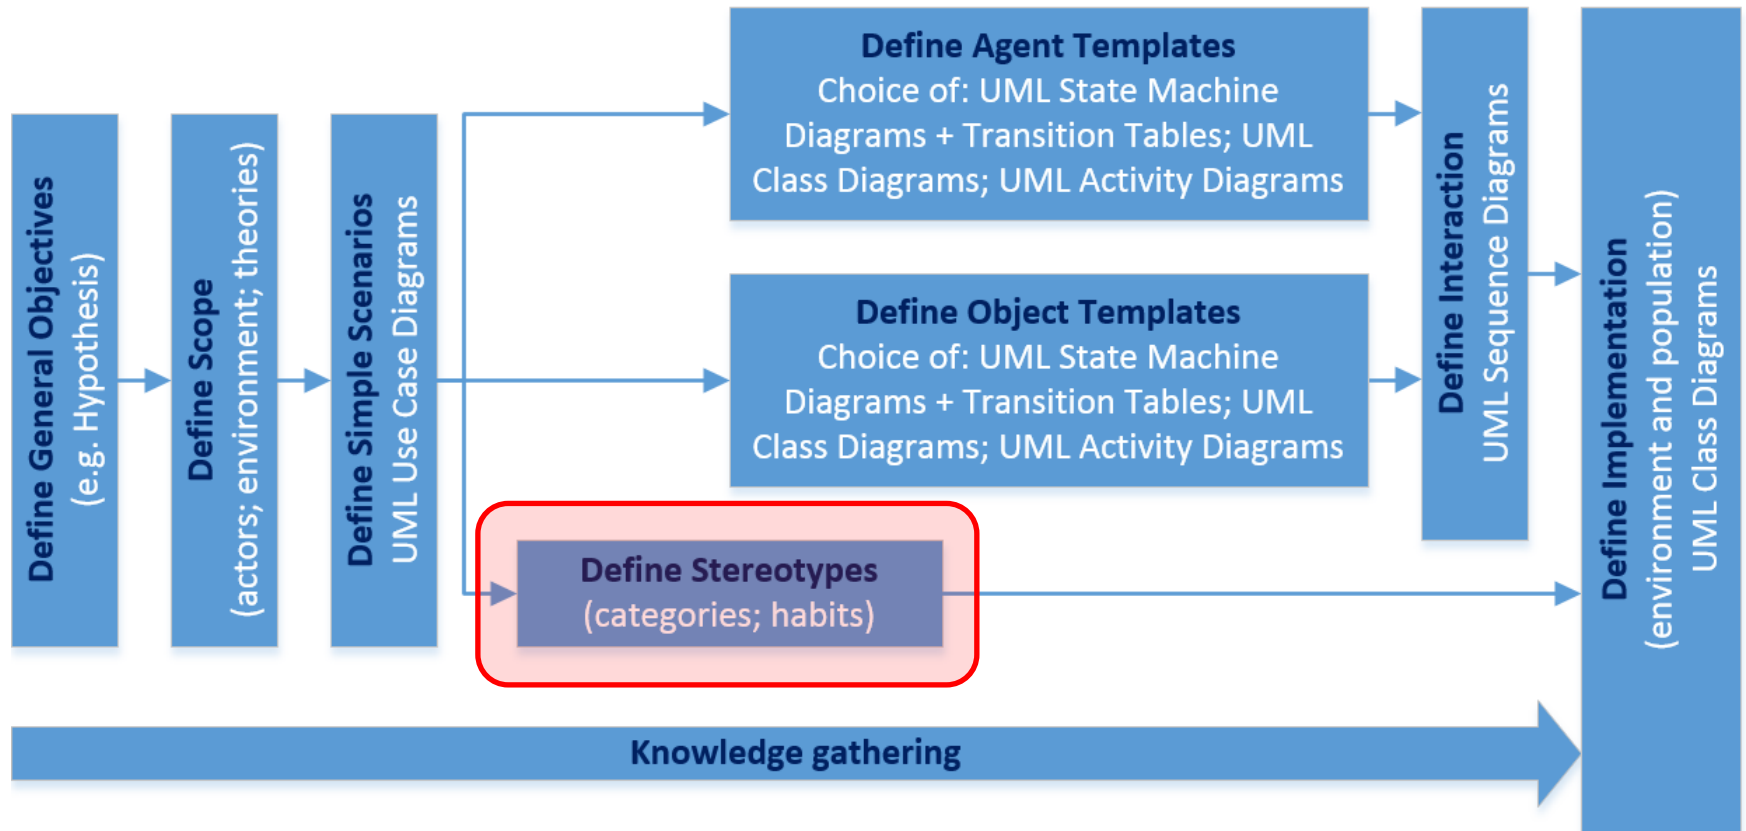 Define General Objectives
(e.g. Hypothesis)
Define Scope
(actors; environment; theories)
Define Simple Scenarios
UML Use Case Diagrams
Define Agent Templates
Choice of: UML State Machine
Diagrams + Transition Tables; UML
Class Diagrams; UML Activity Diagrams
Define Object Templates
Choice of: UML State Machine
Diagrams + Transition Tables; UML
Class Diagrams; UML Activity Diagrams
Define Stereotypes
(categories; habits)
Define Interaction
UML Sequence Diagrams
Define Implementation
(environment and population)
UML Class Diagrams
Knowledge gathering